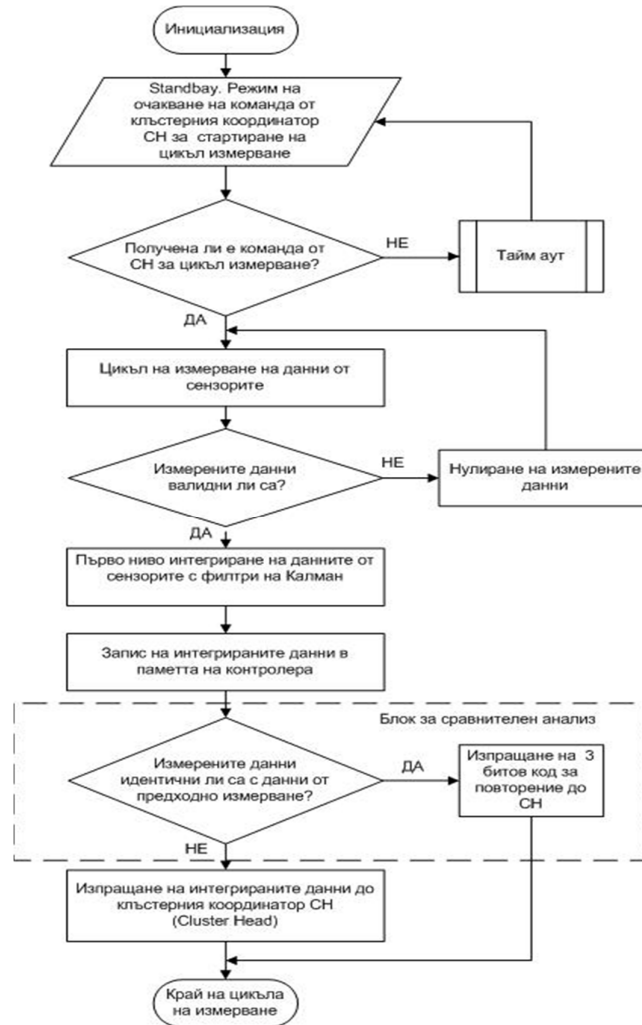 Инициализация
Standbay. Режим на
очакване на команда от
клъстерния координатор
CH за стартиране на
цикъл измерване
Получена ли е команда от
CH за цикъл измерване?
НЕ
Тайм аут
ДА
Цикъл на измерване на данни от
сензорите
Измерените данни
валидни ли са?
НЕ
Нулиране на измерените
данни
ДА
Първо ниво интегриране на данните от
сензорите с филтри на Калман
Запис на интегрираните данни в
паметта на контролера
Блок за сравнителен анализ
Измерените данни
идентични ли са с данни от
предходно измерване?
ДА
Изпращане на 3
битов код за
повторение до
CH
НЕ
Изпращане на интегрираните данни до
клъстерния координатор CH
(Cluster Head)
Край на цикъла
на измерване